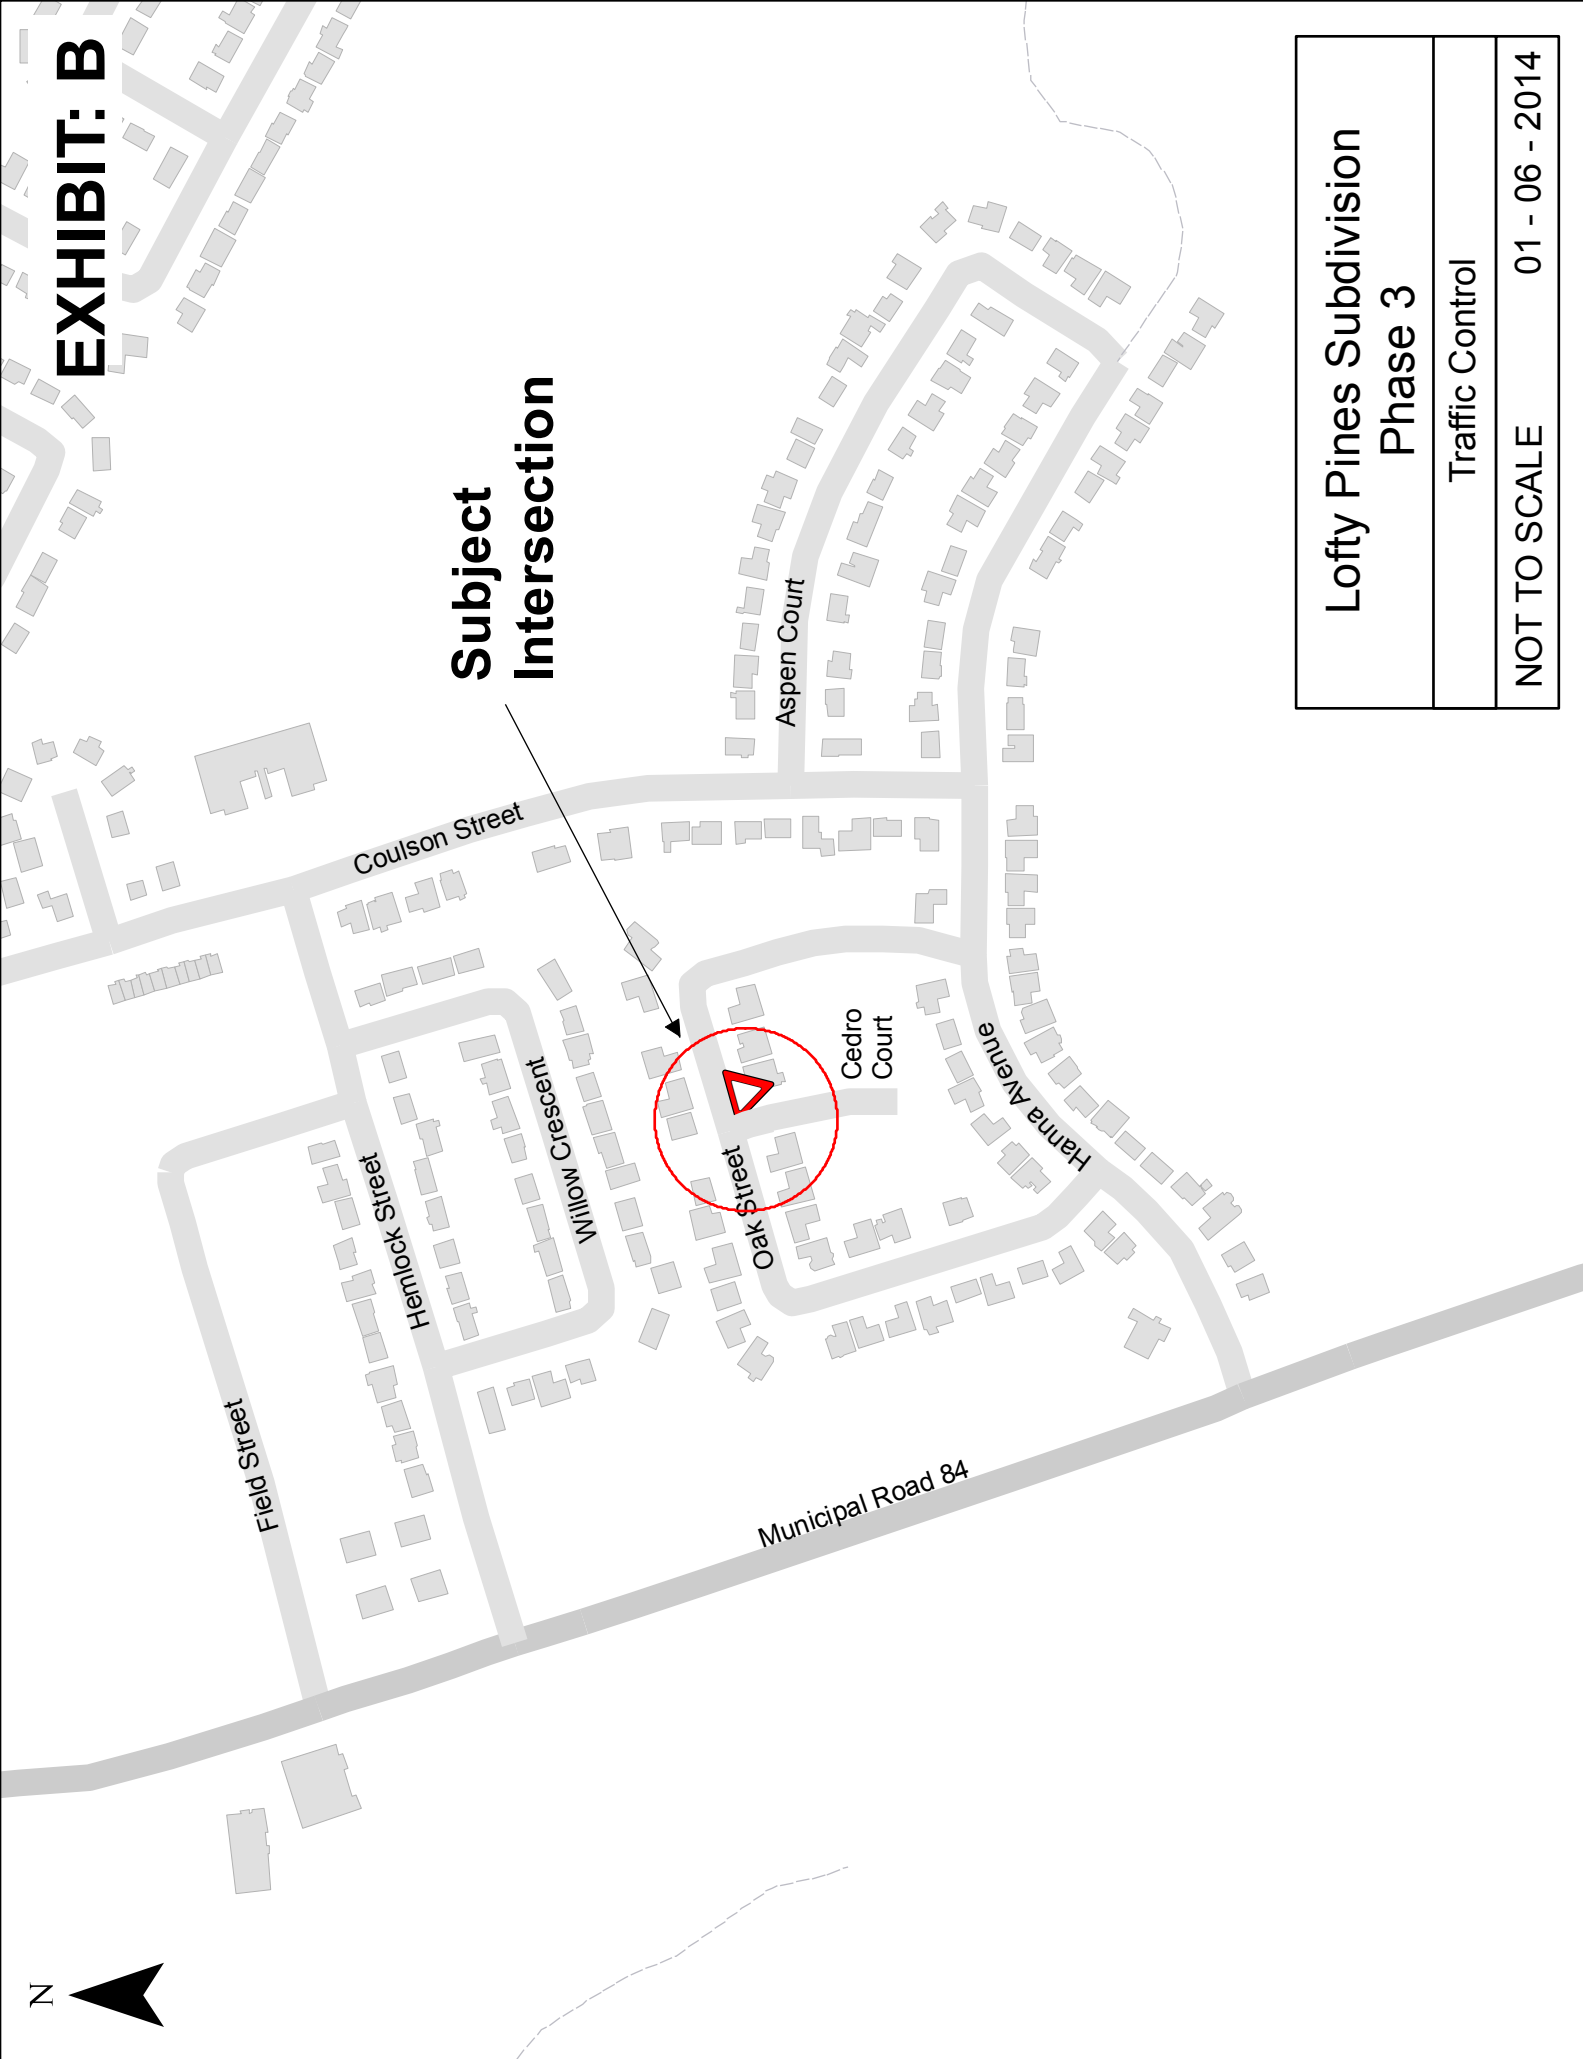 EXHIBIT: B
N
Subject
Intersection
Coulson Street
Aspen Court
Field Street
Hemlock Street
Willow Crescent
Oak Street
Cedro
Court
Hanna Avenue
Municipal Road 84
Lofty Pines Subdivision
Phase 3
Traffic Control
NOT TO SCALE 01 - 06 - 2014